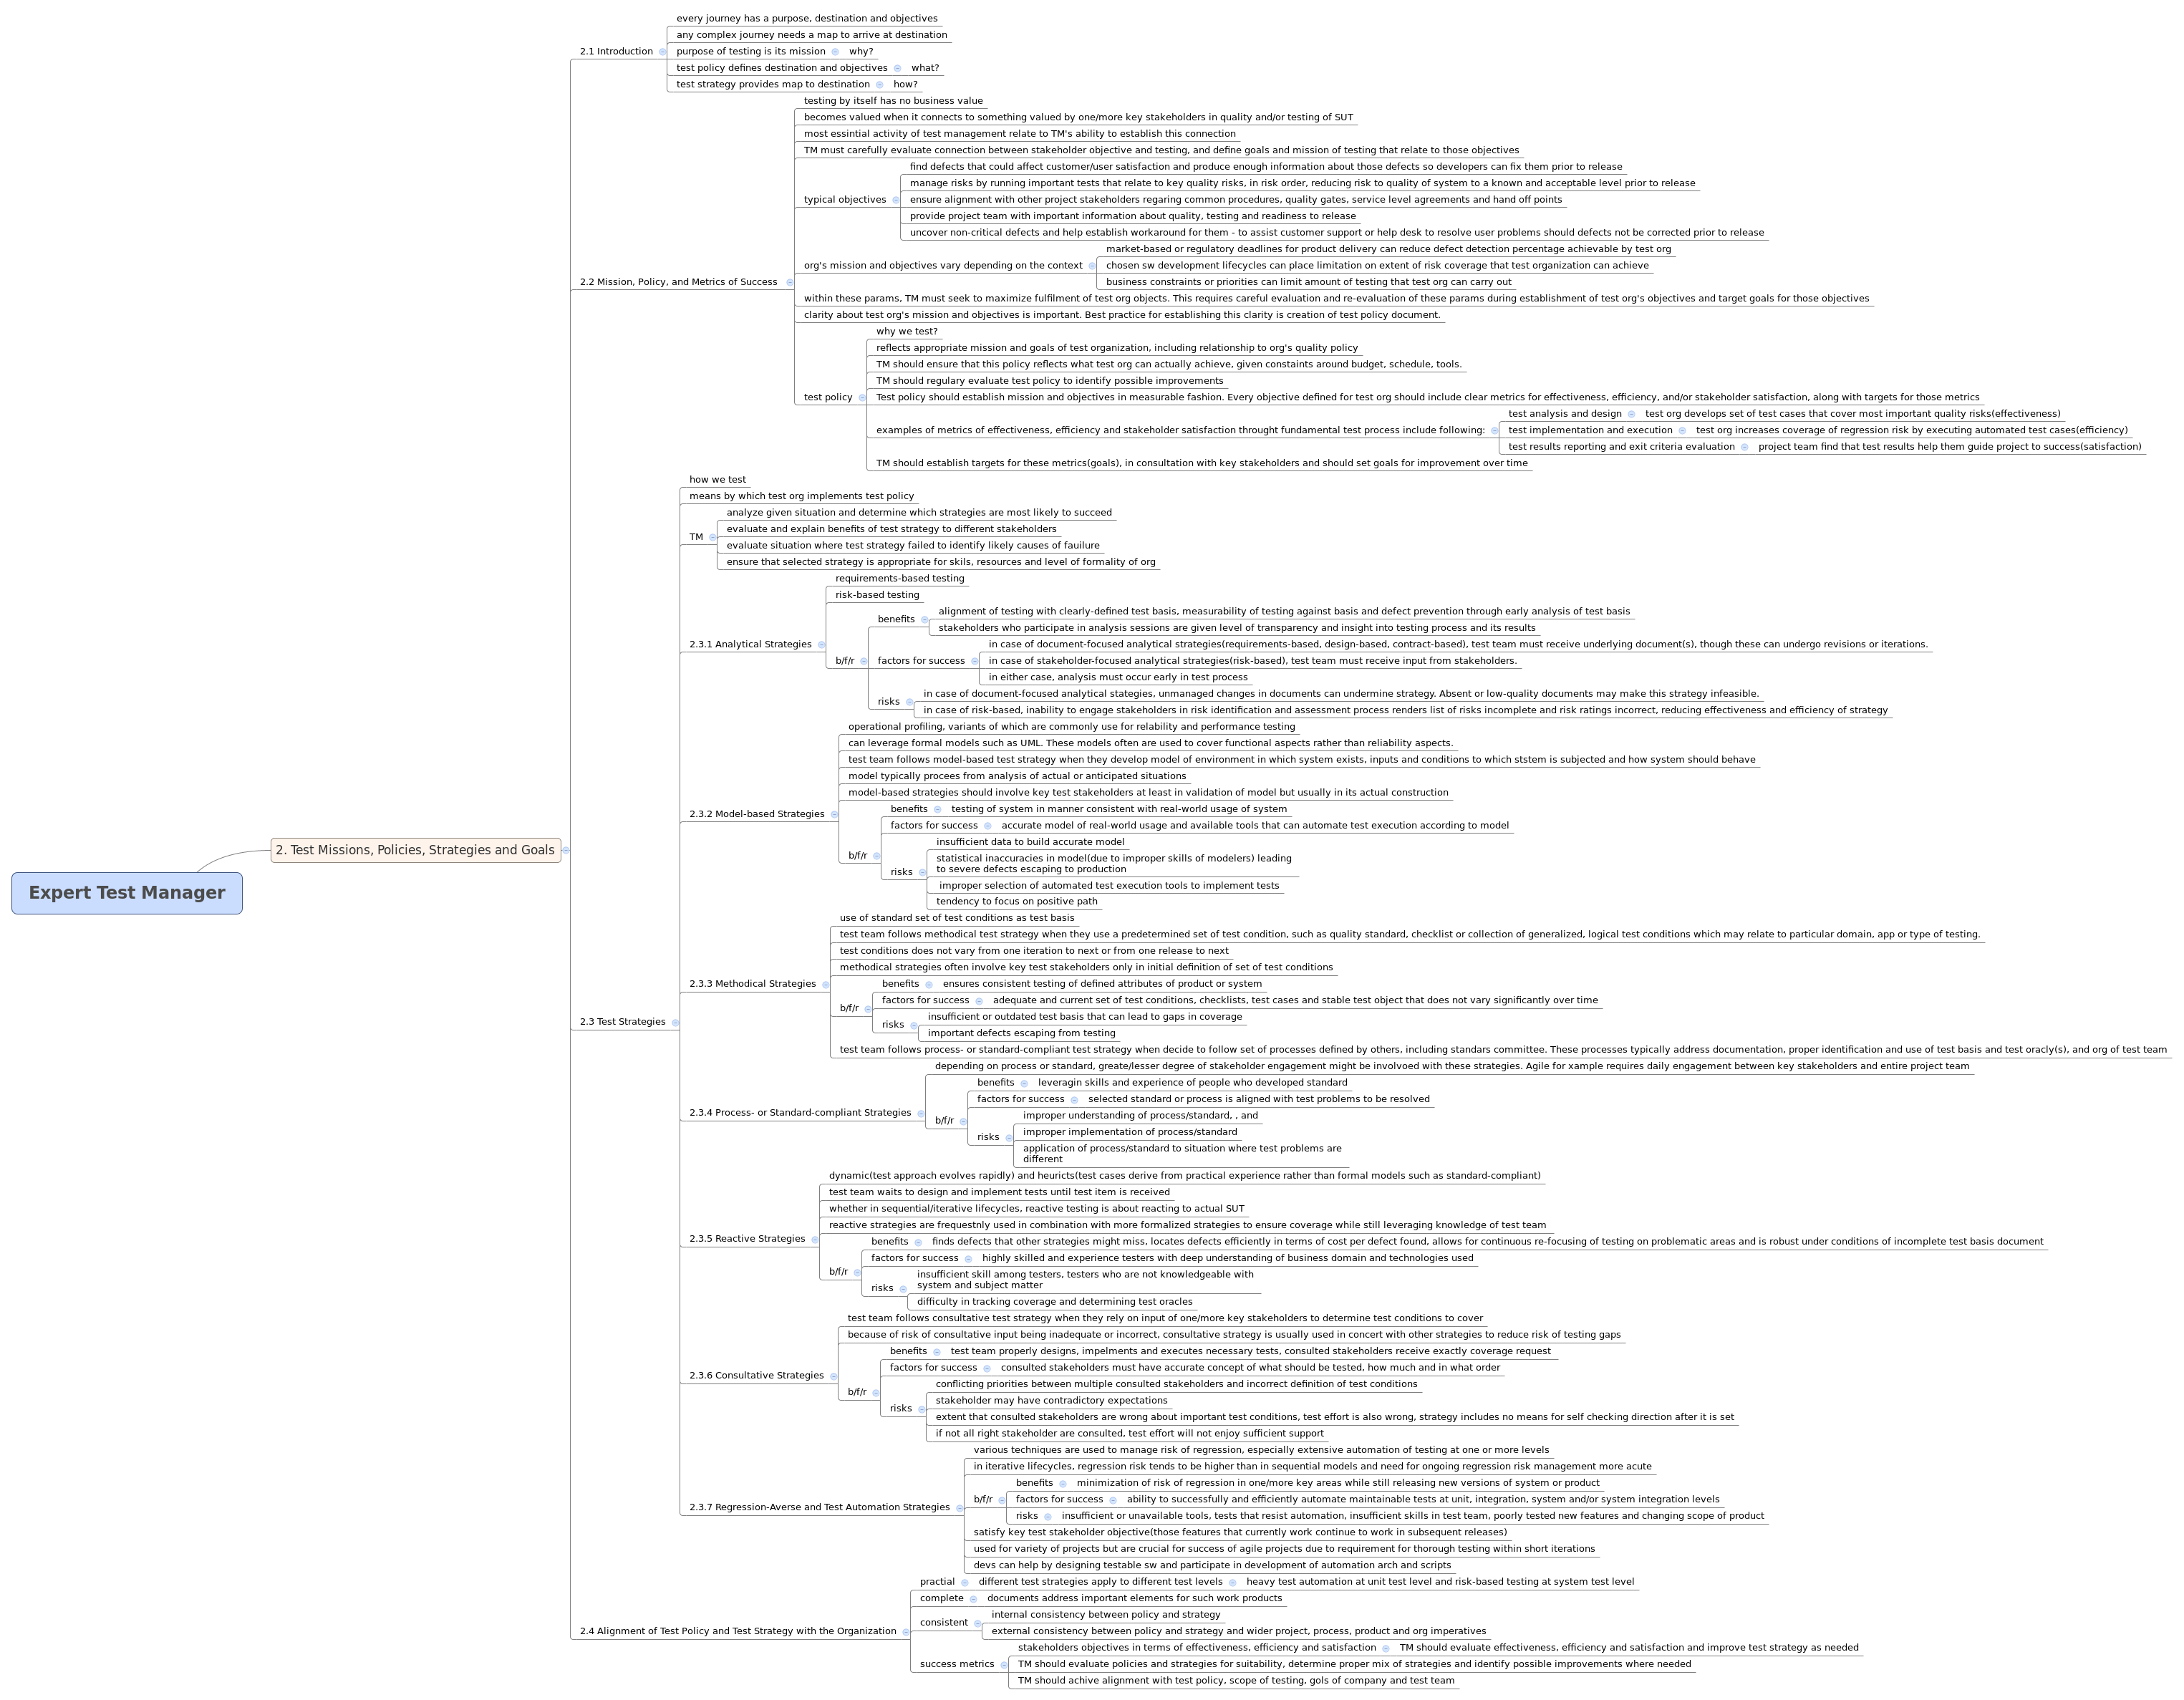 Expert Test Manager
2. Test Missions, Policies, Strategies and Goals
2.1 Introduction
every journey has a purpose, destination and objectives
any complex journey needs a map to arrive at destination
purpose of testing is its mission why?
test policy defines destination and objectives what?
test strategy provides map to destination how?
2.2 Mission, Policy, and Metrics of Success
testing by itself has no business value
becomes valued when it connects to something valued by one/more key stakeholders in quality and/or testing of SUT
most essintial activity of test management relate to TM's ability to establish this connection
TM must carefully evaluate connection between stakeholder objective and testing, and define goals and mission of testing that relate to those objectives
typical objectives
find defects that could affect customer/user satisfaction and produce enough information about those defects so developers can fix them prior to release
manage risks by running important tests that relate to key quality risks, in risk order, reducing risk to quality of system to a known and acceptable level prior to release
ensure alignment with other project stakeholders regaring common procedures, quality gates, service level agreements and hand off points
provide project team with important information about quality, testing and readiness to release
uncover non-critical defects and help establish workaround for them - to assist customer support or help desk to resolve user problems should defects not be corrected prior to release
org's mission and objectives vary depending on the context
market-based or regulatory deadlines for product delivery can reduce defect detection percentage achievable by test org
chosen sw development lifecycles can place limitation on extent of risk coverage that test organization can achieve
business constraints or priorities can limit amount of testing that test org can carry out
within these params, TM must seek to maximize fulfilment of test org objects. This requires careful evaluation and re-evaluation of these params during establishment of test org's objectives and target goals for those objectives
clarity about test org's mission and objectives is important. Best practice for establishing this clarity is creation of test policy document.
test policy
why we test?
reflects appropriate mission and goals of test organization, including relationship to org's quality policy
TM should ensure that this policy reflects what test org can actually achieve, given constaints around budget, schedule, tools.
TM should regulary evaluate test policy to identify possible improvements
Test policy should establish mission and objectives in measurable fashion. Every objective defined for test org should include clear metrics for effectiveness, efficiency, and/or stakeholder satisfaction, along with targets for those metrics
examples of metrics of effectiveness, efficiency and stakeholder satisfaction throught fundamental test process include following:
test analysis and design test org develops set of test cases that cover most important quality risks(effectiveness)
test implementation and execution test org increases coverage of regression risk by executing automated test cases(efficiency)
test results reporting and exit criteria evaluation project team find that test results help them guide project to success(satisfaction)
TM should establish targets for these metrics(goals), in consultation with key stakeholders and should set goals for improvement over time
2.3 Test Strategies
how we test
means by which test org implements test policy
TM
analyze given situation and determine which strategies are most likely to succeed
evaluate and explain benefits of test strategy to different stakeholders
evaluate situation where test strategy failed to identify likely causes of fauilure
ensure that selected strategy is appropriate for skils, resources and level of formality of org
2.3.1 Analytical Strategies
requirements-based testing
risk-based testing
b/f/r
benefits
alignment of testing with clearly-defined test basis, measurability of testing against basis and defect prevention through early analysis of test basis
stakeholders who participate in analysis sessions are given level of transparency and insight into testing process and its results
factors for success
in case of document-focused analytical strategies(requirements-based, design-based, contract-based), test team must receive underlying document(s), though these can undergo revisions or iterations.
in case of stakeholder-focused analytical strategies(risk-based), test team must receive input from stakeholders.
in either case, analysis must occur early in test process
risks
in case of document-focused analytical stategies, unmanaged changes in documents can undermine strategy. Absent or low-quality documents may make this strategy infeasible.
in case of risk-based, inability to engage stakeholders in risk identification and assessment process renders list of risks incomplete and risk ratings incorrect, reducing effectiveness and efficiency of strategy
2.3.2 Model-based Strategies
operational profiling, variants of which are commonly use for relability and performance testing
can leverage formal models such as UML. These models often are used to cover functional aspects rather than reliability aspects.
test team follows model-based test strategy when they develop model of environment in which system exists, inputs and conditions to which ststem is subjected and how system should behave
model typically procees from analysis of actual or anticipated situations
model-based strategies should involve key test stakeholders at least in validation of model but usually in its actual construction
b/f/r
benefits testing of system in manner consistent with real-world usage of system
factors for success accurate model of real-world usage and available tools that can automate test execution according to model
risks
insufficient data to build accurate model
statistical inaccuracies in model(due to improper skills of modelers) leading
to severe defects escaping to production
improper selection of automated test execution tools to implement tests
tendency to focus on positive path
2.3.3 Methodical Strategies
use of standard set of test conditions as test basis
test team follows methodical test strategy when they use a predetermined set of test condition, such as quality standard, checklist or collection of generalized, logical test conditions which may relate to particular domain, app or type of testing.
test conditions does not vary from one iteration to next or from one release to next
methodical strategies often involve key test stakeholders only in initial definition of set of test conditions
b/f/r
benefits ensures consistent testing of defined attributes of product or system
factors for success adequate and current set of test conditions, checklists, test cases and stable test object that does not vary significantly over time
risks
insufficient or outdated test basis that can lead to gaps in coverage
important defects escaping from testing
test team follows process- or standard-compliant test strategy when decide to follow set of processes defined by others, including standars committee. These processes typically address documentation, proper identification and use of test basis and test oracly(s), and org of test team
2.3.4 Process- or Standard-compliant Strategies
depending on process or standard, greate/lesser degree of stakeholder engagement might be involvoed with these strategies. Agile for xample requires daily engagement between key stakeholders and entire project team
b/f/r
benefits leveragin skills and experience of people who developed standard
factors for success selected standard or process is aligned with test problems to be resolved
risks
improper understanding of process/standard, , and
improper implementation of process/standard
application of process/standard to situation where test problems are
different
2.3.5 Reactive Strategies
dynamic(test approach evolves rapidly) and heuricts(test cases derive from practical experience rather than formal models such as standard-compliant)
test team waits to design and implement tests until test item is received
whether in sequential/iterative lifecycles, reactive testing is about reacting to actual SUT
reactive strategies are frequestnly used in combination with more formalized strategies to ensure coverage while still leveraging knowledge of test team
b/f/r
benefits finds defects that other strategies might miss, locates defects efficiently in terms of cost per defect found, allows for continuous re-focusing of testing on problematic areas and is robust under conditions of incomplete test basis document
factors for success highly skilled and experience testers with deep understanding of business domain and technologies used
risks
insufficient skill among testers, testers who are not knowledgeable with
system and subject matter
difficulty in tracking coverage and determining test oracles
2.3.6 Consultative Strategies
test team follows consultative test strategy when they rely on input of one/more key stakeholders to determine test conditions to cover
because of risk of consultative input being inadequate or incorrect, consultative strategy is usually used in concert with other strategies to reduce risk of testing gaps
b/f/r
benefits test team properly designs, impelments and executes necessary tests, consulted stakeholders receive exactly coverage request
factors for success consulted stakeholders must have accurate concept of what should be tested, how much and in what order
risks
conflicting priorities between multiple consulted stakeholders and incorrect definition of test conditions
stakeholder may have contradictory expectations
extent that consulted stakeholders are wrong about important test conditions, test effort is also wrong, strategy includes no means for self checking direction after it is set
if not all right stakeholder are consulted, test effort will not enjoy sufficient support
2.3.7 Regression-Averse and Test Automation Strategies
various techniques are used to manage risk of regression, especially extensive automation of testing at one or more levels
in iterative lifecycles, regression risk tends to be higher than in sequential models and need for ongoing regression risk management more acute
b/f/r
benefits minimization of risk of regression in one/more key areas while still releasing new versions of system or product
factors for success ability to successfully and efficiently automate maintainable tests at unit, integration, system and/or system integration levels
risks insufficient or unavailable tools, tests that resist automation, insufficient skills in test team, poorly tested new features and changing scope of product
satisfy key test stakeholder objective(those features that currently work continue to work in subsequent releases)
used for variety of projects but are crucial for success of agile projects due to requirement for thorough testing within short iterations
devs can help by designing testable sw and participate in development of automation arch and scripts
2.4 Alignment of Test Policy and Test Strategy with the Organization
practial different test strategies apply to different test levels heavy test automation at unit test level and risk-based testing at system test level
complete documents address important elements for such work products
consistent
internal consistency between policy and strategy
external consistency between policy and strategy and wider project, process, product and org imperatives
success metrics
stakeholders objectives in terms of effectiveness, efficiency and satisfaction TM should evaluate effectiveness, efficiency and satisfaction and improve test strategy as needed
TM should evaluate policies and strategies for suitability, determine proper mix of strategies and identify possible improvements where needed
TM should achive alignment with test policy, scope of testing, gols of company and test team